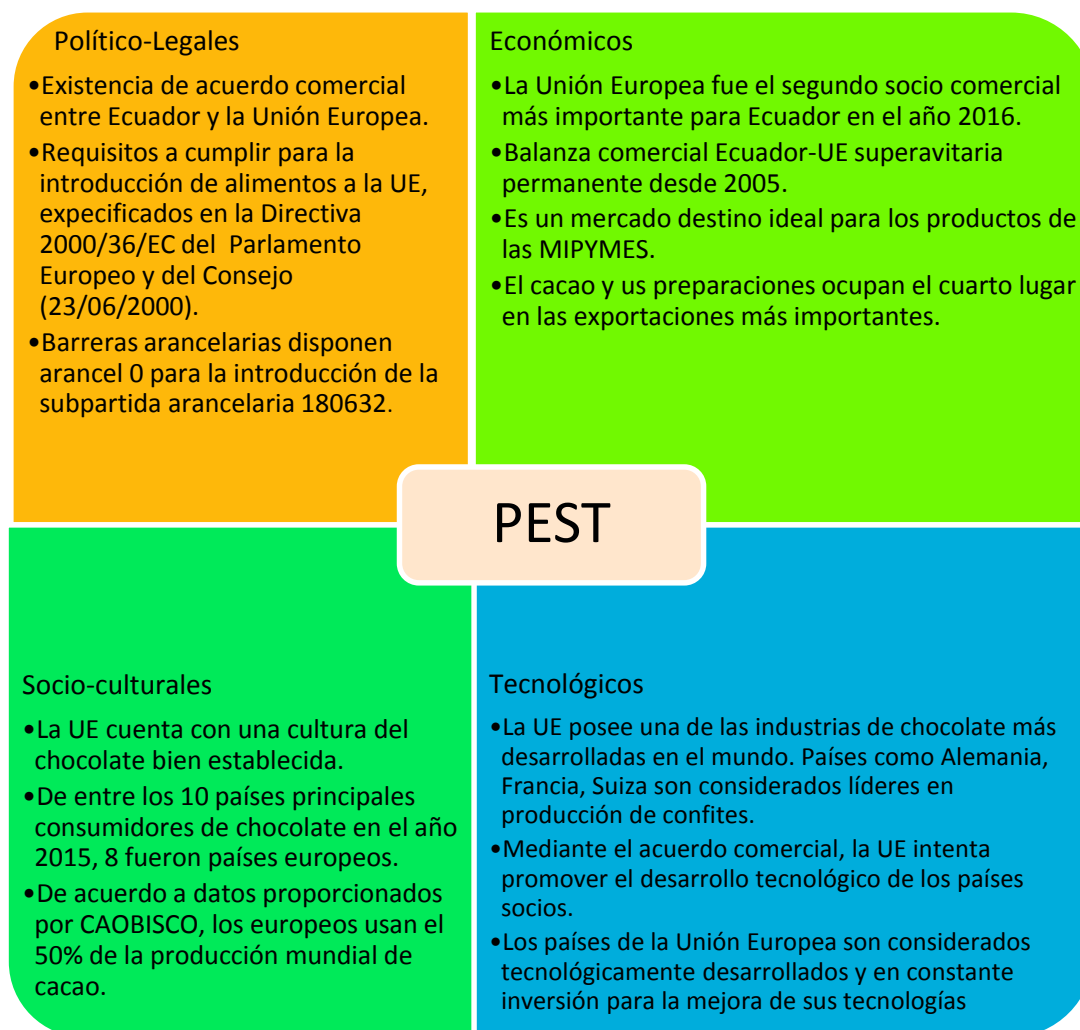 Político-Legales
•Existencia de acuerdo comercial
entre Ecuador y la Unión Europea.
•Requisitos a cumplir para la
introducción de alimentos a la UE,
expecificados en la Directiva
2000/36/EC del Parlamento
Europeo y del Consejo
(23/06/2000).
•Barreras arancelarias disponen
arancel 0 para la introducción de la
subpartida arancelaria 180632.
Económicos
•La Unión Europea fue el segundo socio comercial
más importante para Ecuador en el año 2016.
•Balanza comercial Ecuador-UE superavitaria
permanente desde 2005.
•Es un mercado destino ideal para los productos de
las MIPYMES.
•El cacao y us preparaciones ocupan el cuarto lugar
en las exportaciones más importantes.
PEST
Socio-culturales
•La UE cuenta con una cultura del
chocolate bien establecida.
•De entre los 10 países principales
consumidores de chocolate en el año
2015, 8 fueron países europeos.
•De acuerdo a datos proporcionados
por CAOBISCO, los europeos usan el
50% de la producción mundial de
cacao.
Tecnológicos
•La UE posee una de las industrias de chocolate más
desarrolladas en el mundo. Países como Alemania,
Francia, Suiza son considerados líderes en
producción de confites.
•Mediante el acuerdo comercial, la UE intenta
promover el desarrollo tecnológico de los países
socios.
•Los países de la Unión Europea son considerados
tecnológicamente desarrollados y en constante
inversión para la mejora de sus tecnologías